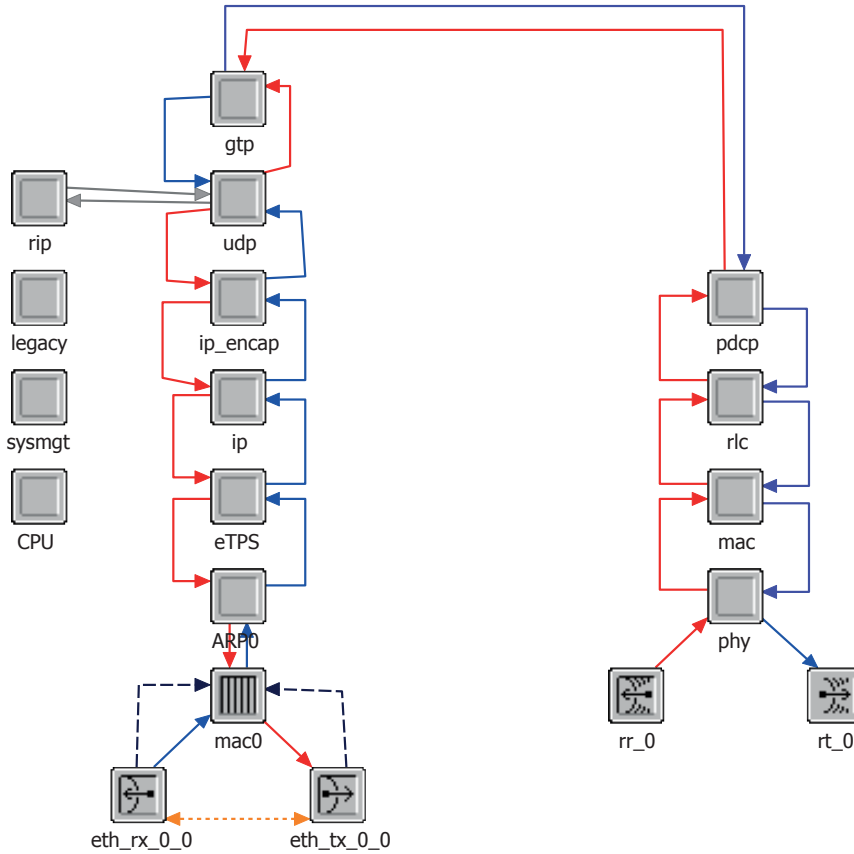 gtp
rip
udp
legacy
ip_encap
pdcp
sysmgt
ip
rlc
CPU
eTPS
mac
ARP0
phy
mac0
rr_0
rt_0
eth_rx_0_0
eth_tx_0_0